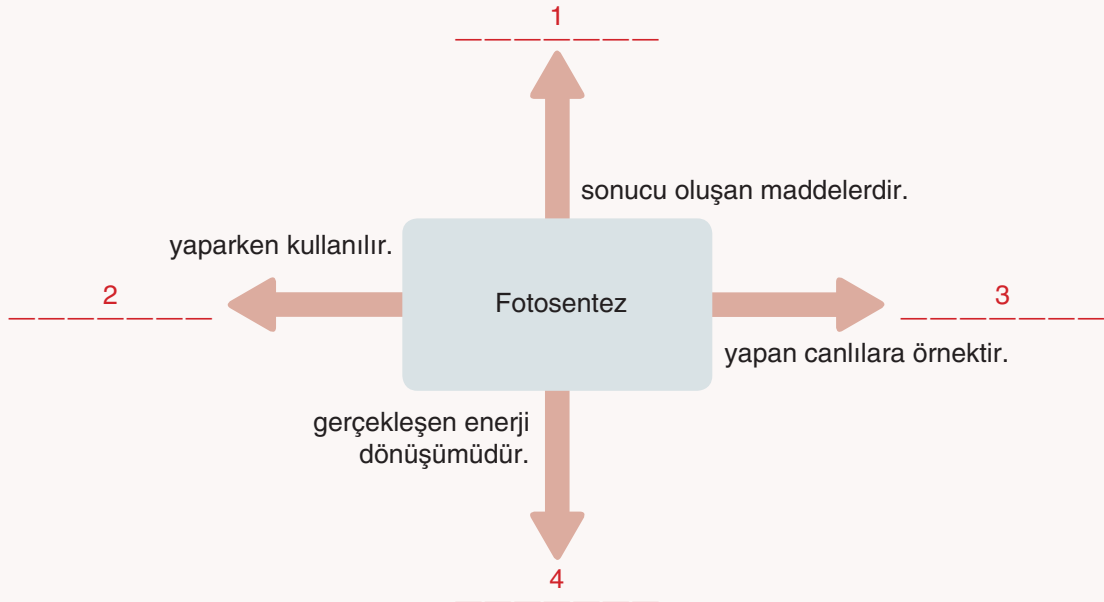 1
sonucu oluşan maddelerdir.
yaparken kullanılır.
2
Fotosentez
3
yapan canlılara örnektir.
gerçekleşen enerji
dönüşümüdür.
4